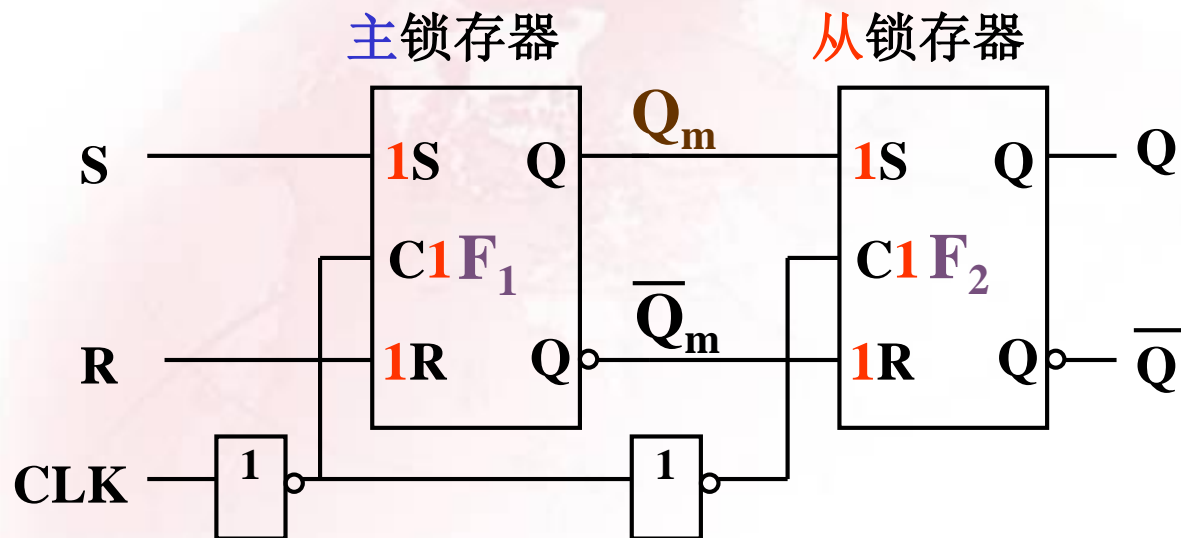 主锁存器 从锁存器
Qm
S 1S Q 1S Q Q
C1 F1 C1 F2
Q̅m
R 1R Q 1R Q Q̅
CLK 1 1